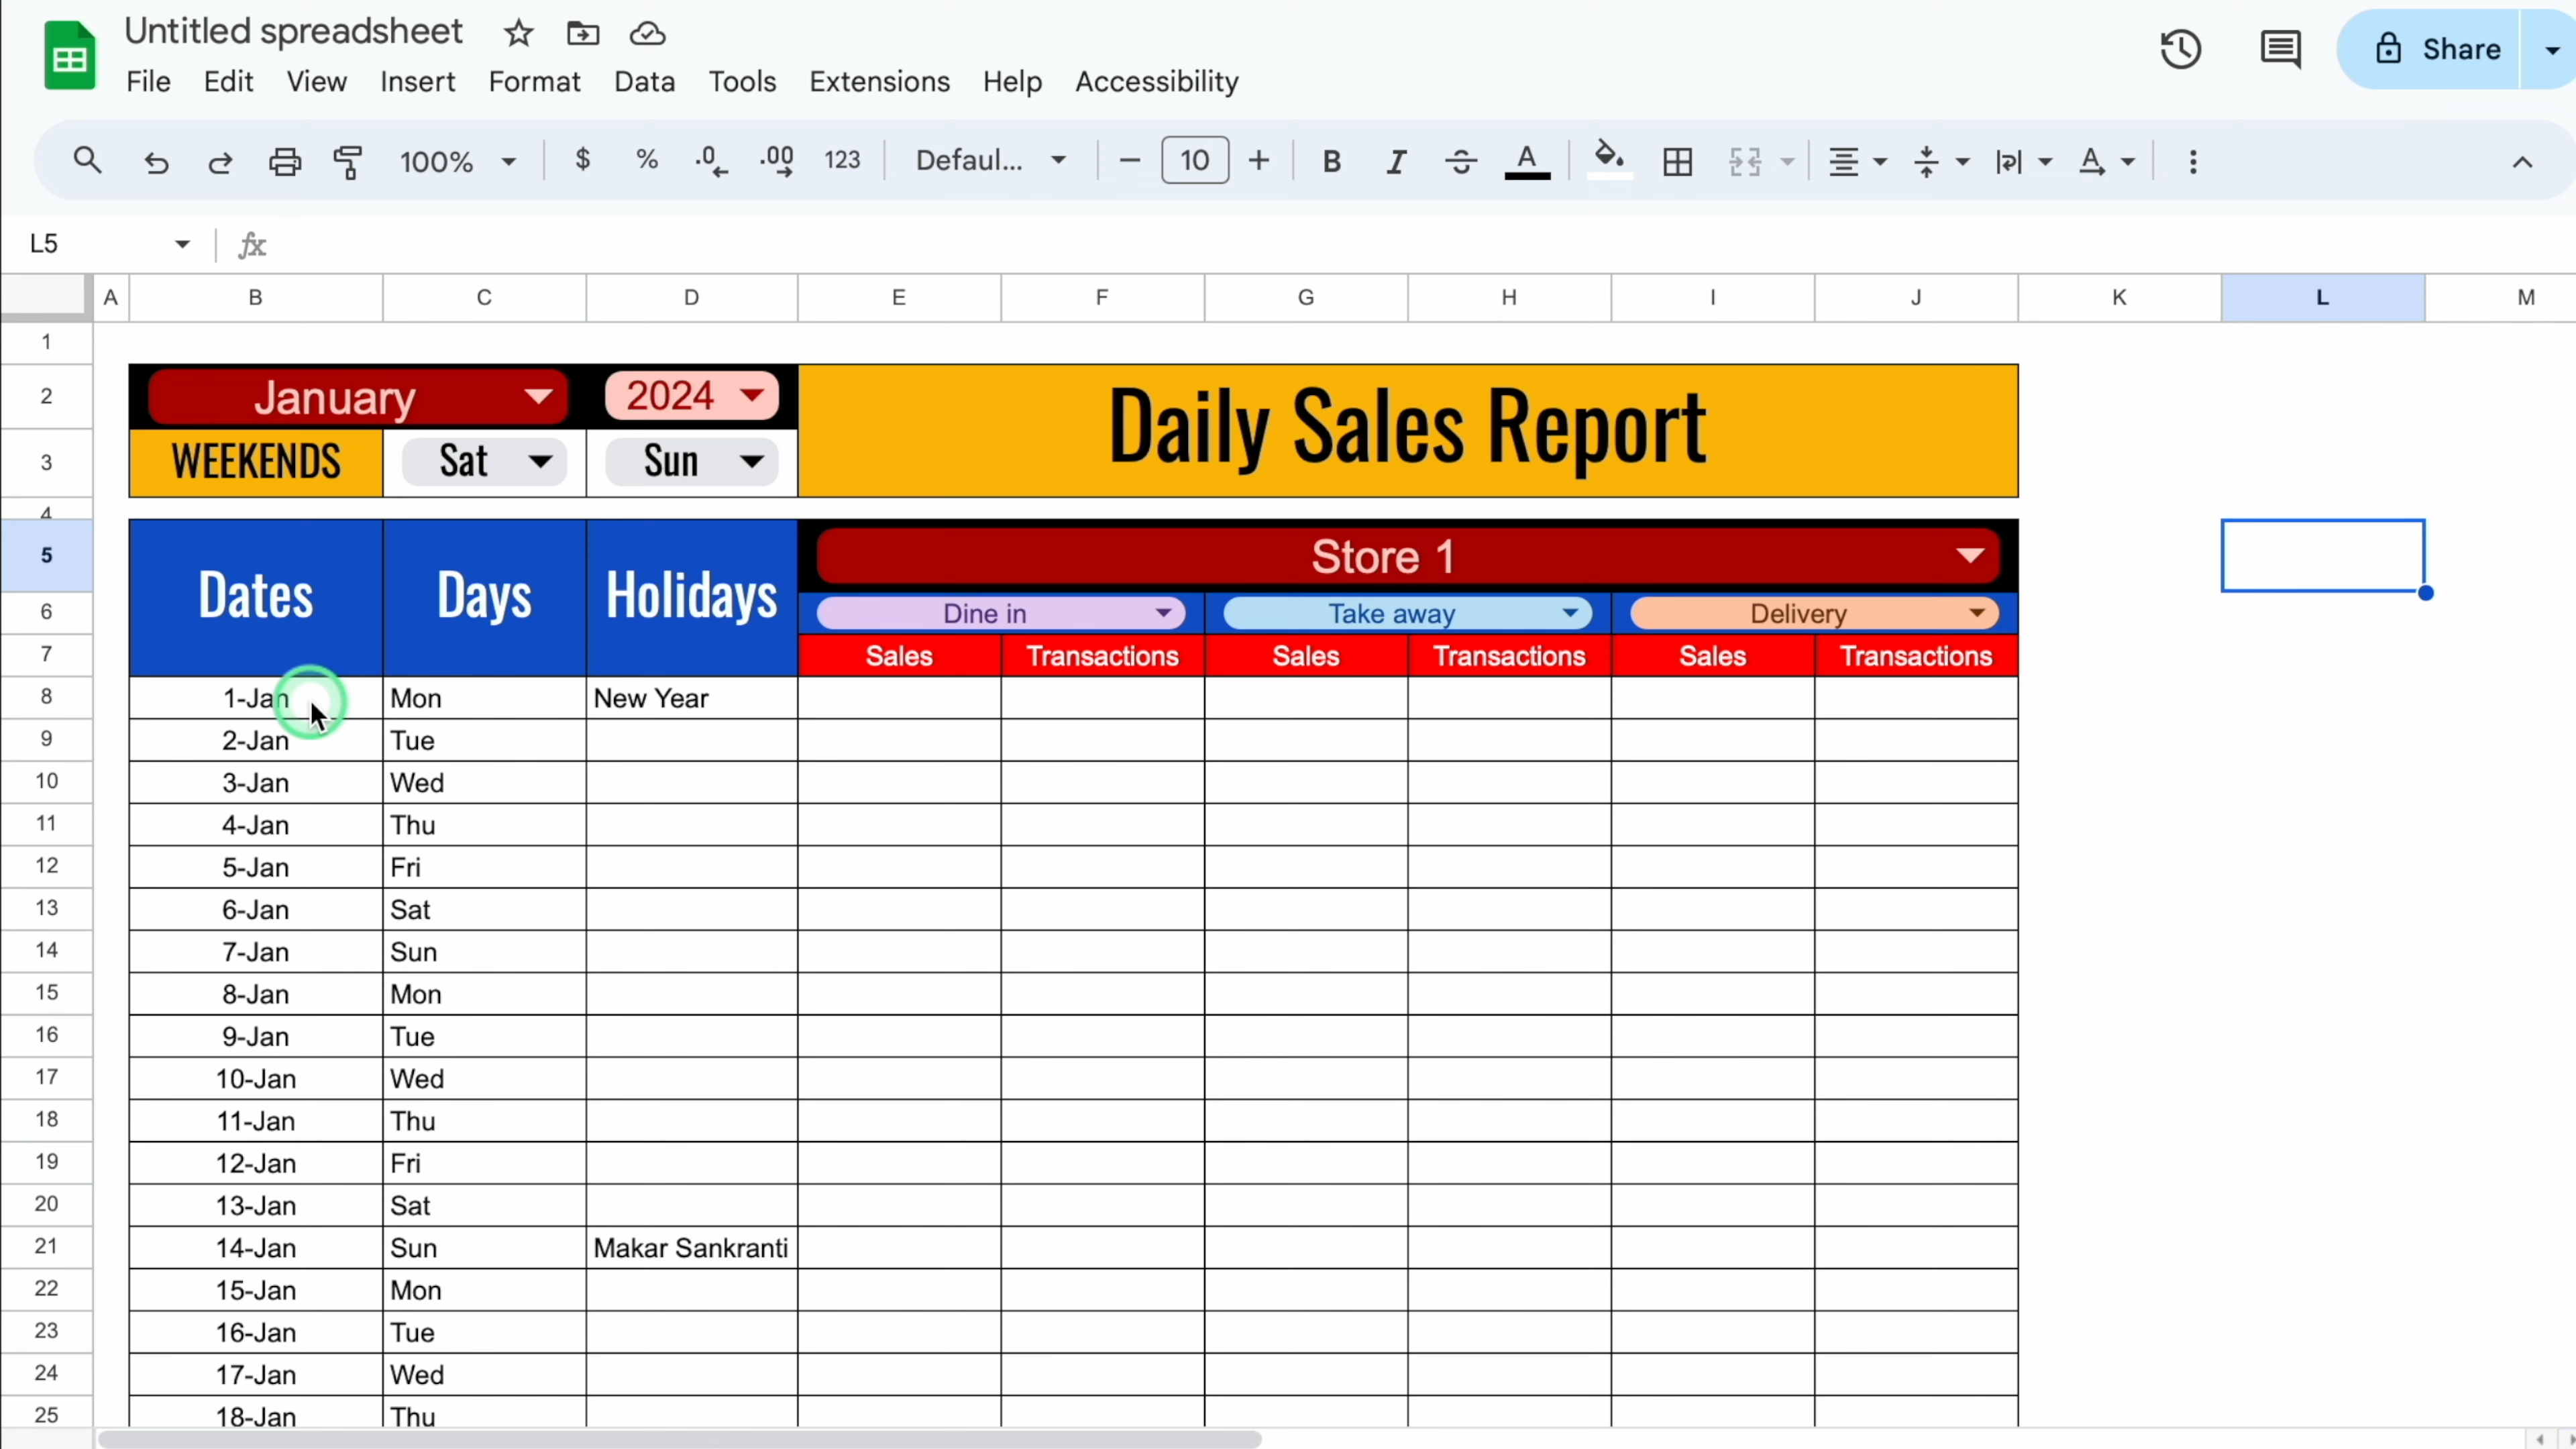 Untitled spreadsheet
File Edit View Insert Format Data Tools Extensions Help Accessibility
Share
100% $ % .0 .00 123 Defaul... 10 B I A A
L5 fx
A B C D E F G H I J K L M
1
2 January 2024 Daily Sales Report
3 WEEKENDS Sat Sun
4
5 Dates Days Holidays Store 1
6 Dine in Take away Delivery
7 Sales Transactions Sales Transactions Sales Transactions
8 1-Jan Mon New Year
9 2-Jan Tue
10 3-Jan Wed
11 4-Jan Thu
12 5-Jan Fri
13 6-Jan Sat
14 7-Jan Sun
15 8-Jan Mon
16 9-Jan Tue
17 10-Jan Wed
18 11-Jan Thu
19 12-Jan Fri
20 13-Jan Sat
21 14-Jan Sun Makar Sankranti
22 15-Jan Mon
23 16-Jan Tue
24 17-Jan Wed
25 18-Jan Thu